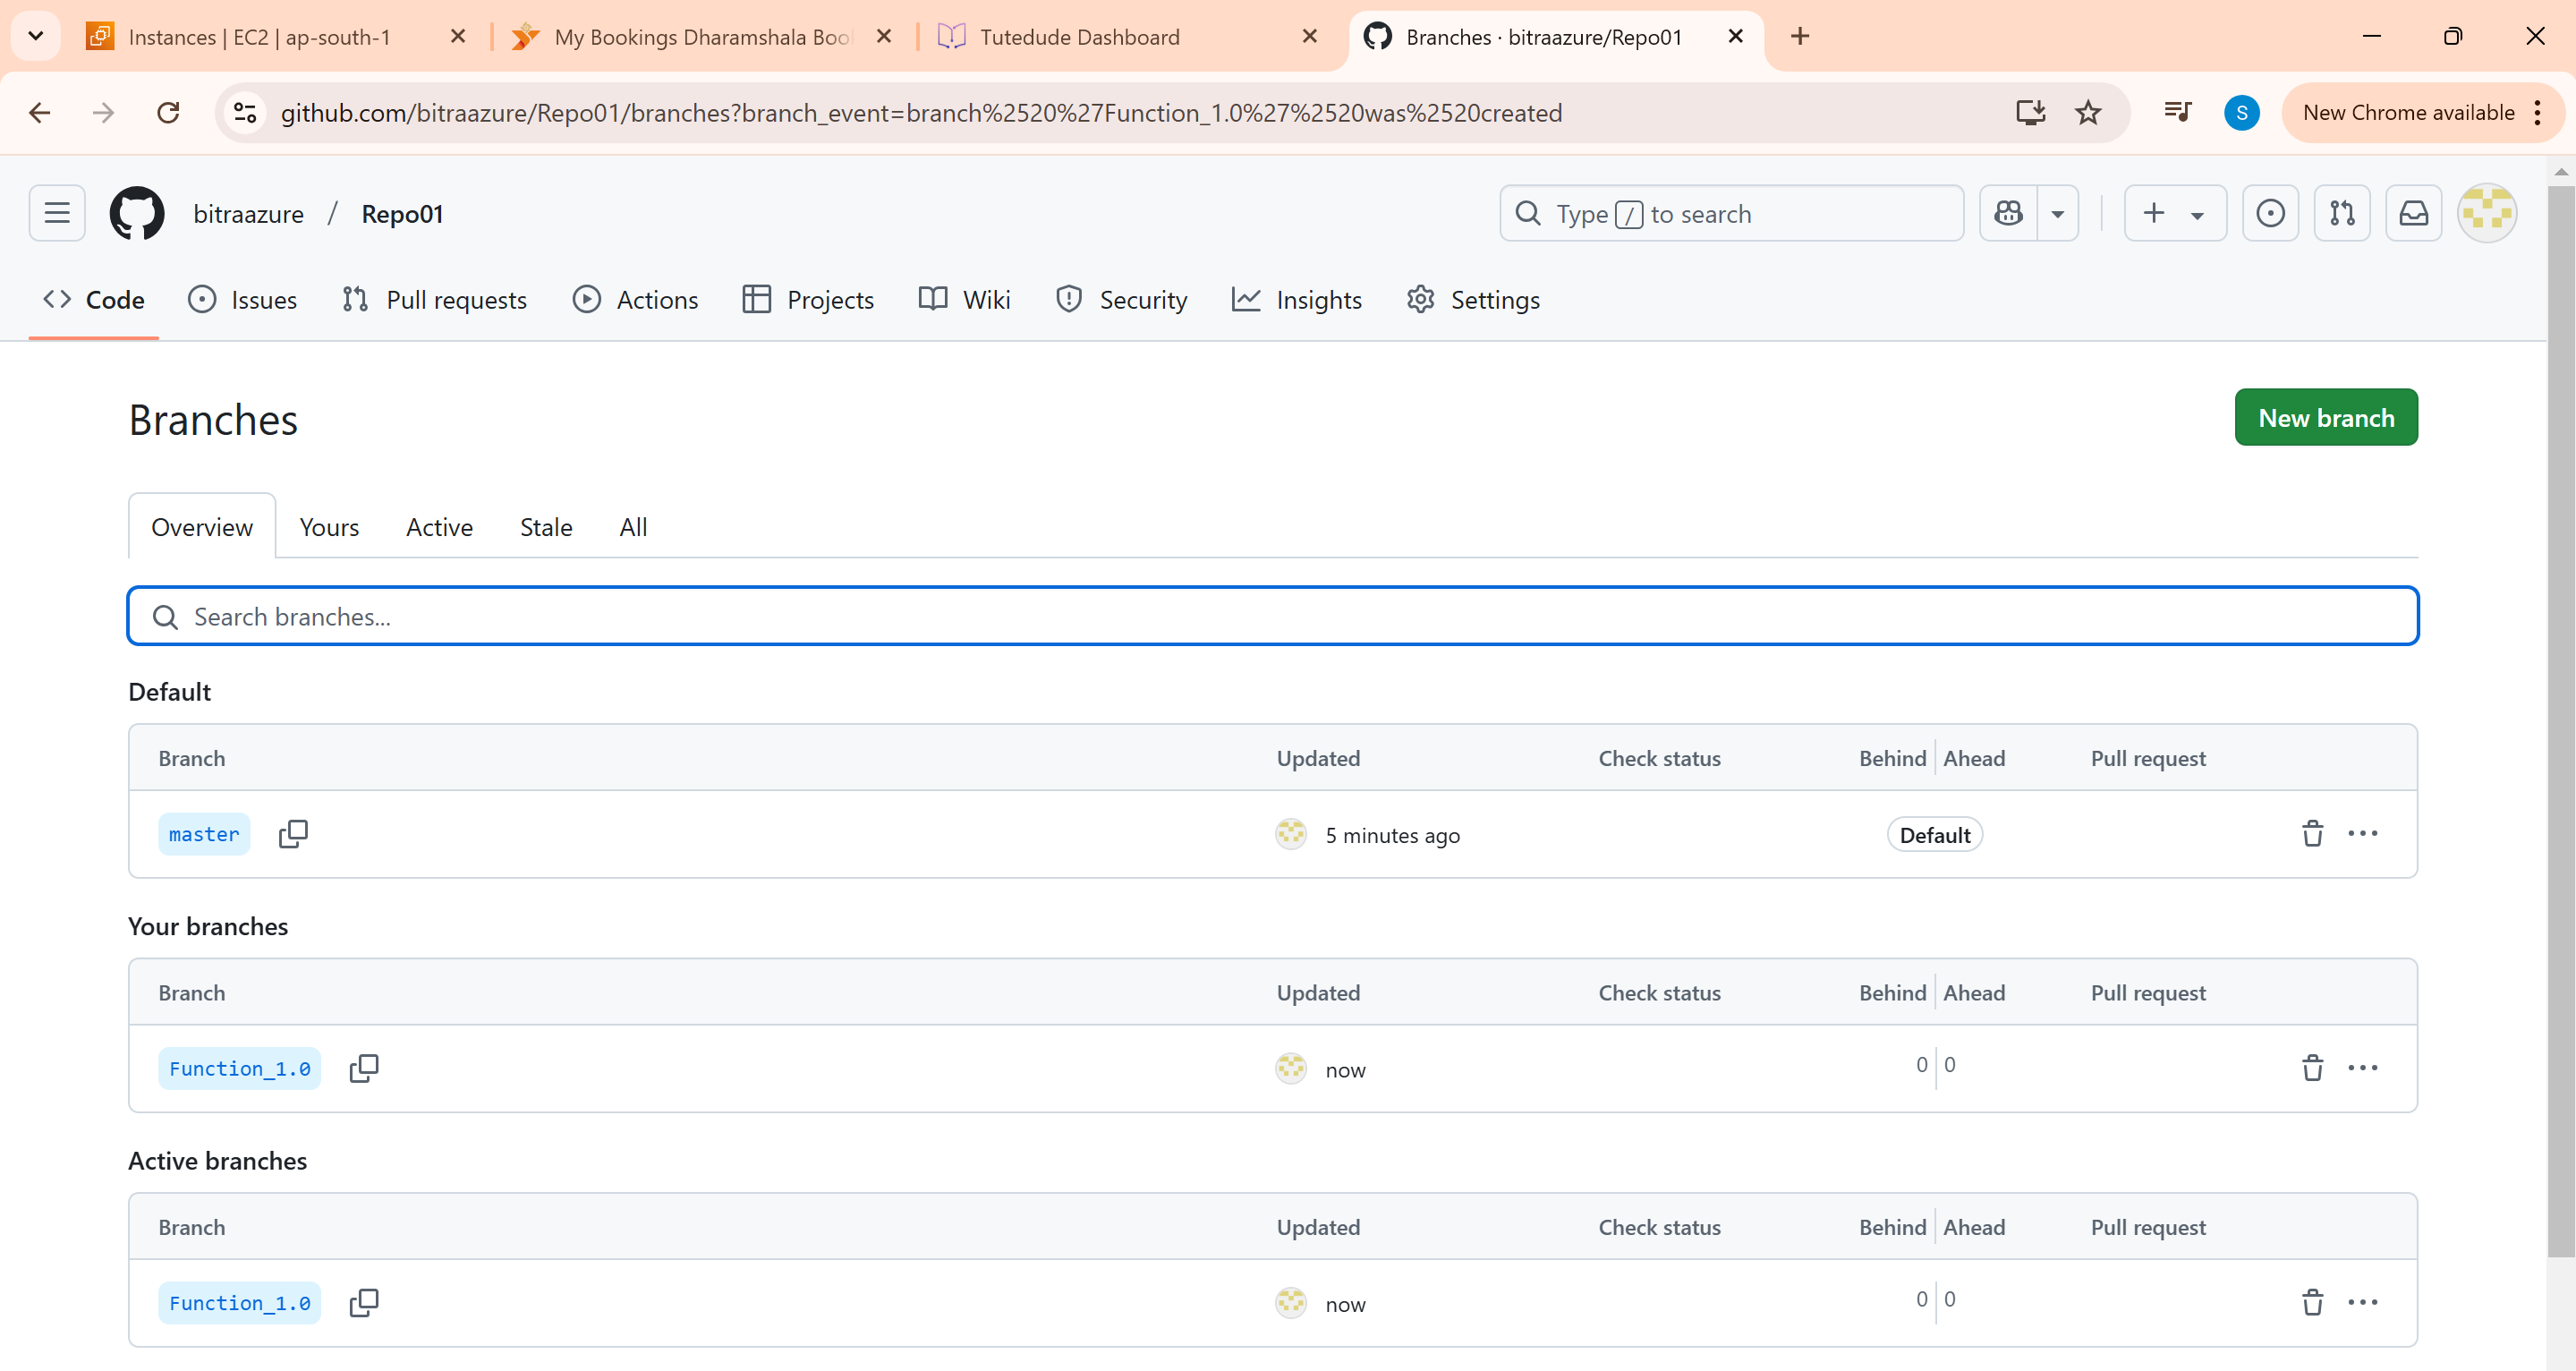 Instances | EC2 | ap-south-1
My Bookings Dharamshala Boo
Tutedude Dashboard
Branches · bitraazure/Repo01
github.com/bitraazure/Repo01/branches?branch_event=branch%2520%27Function_1.0%27%2520was%2520created
S
New Chrome available
bitraazure / Repo01
Type / to search
Code
Issues
Pull requests
Actions
Projects
Wiki
Security
Insights
Settings
Branches
New branch
Overview
Yours
Active
Stale
All
Search branches...
Default
Branch Updated Check status Behind Ahead Pull request
master 5 minutes ago Default
Your branches
Branch Updated Check status Behind Ahead Pull request
Function_1.0 now 0 0
Active branches
Branch Updated Check status Behind Ahead Pull request
Function_1.0 now 0 0